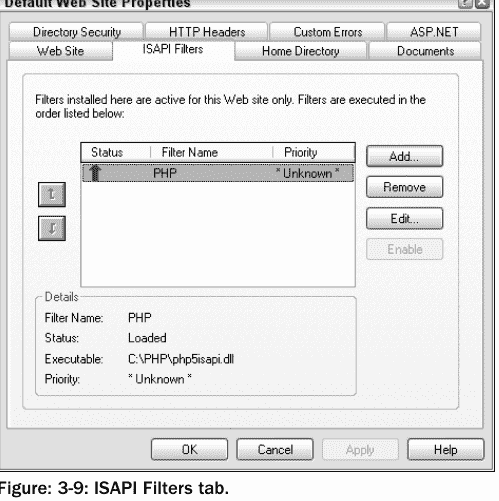 Default Web Site Properties
Directory Security HTTP Headers Custom Errors ASP.NET
Web Site ISAPI Filters Home Directory Documents
Filters installed here are active for this Web site only. Filters are executed in the
order listed below:
Status Filter Name Priority
PHP * Unknown *
Add...
Remove
Edit...
Enable
Details
Filter Name: PHP
Status: Loaded
Executable: C:\PHP\php5isapi.dll
Priority: * Unknown *
OK Cancel Apply Help
Figure: 3-9: ISAPI Filters tab.